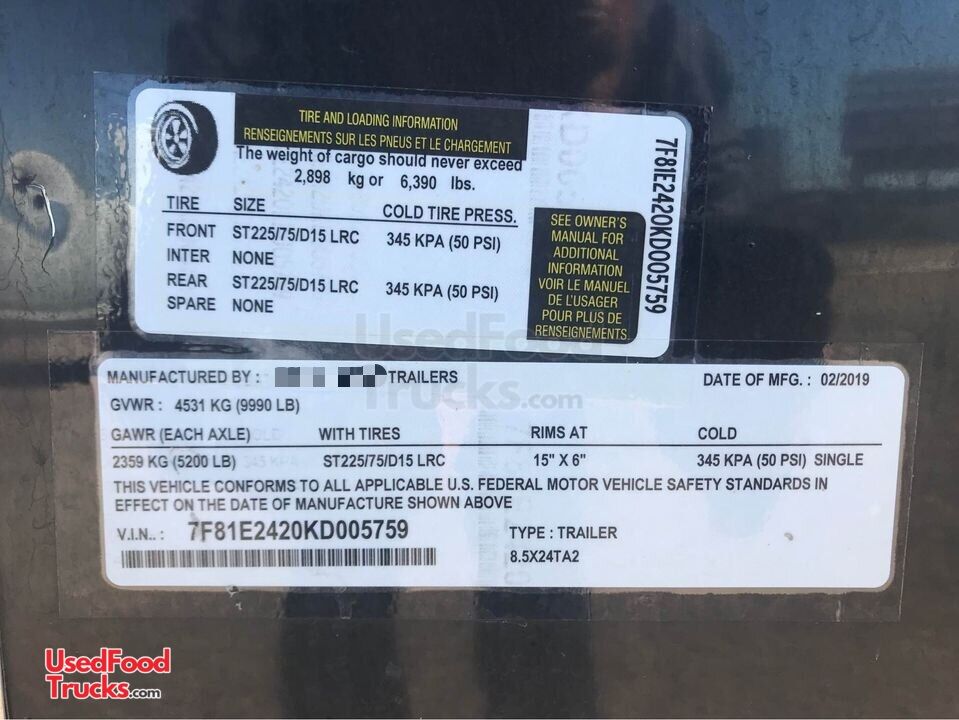 TIRE AND LOADING INFORMATION
RENSEIGNEMENTS SUR LES PNEUS ET LE CHARGEMENT
The weight of cargo should never exceed
2,898 kg or 6,390 lbs.
TIRE SIZE COLD TIRE PRESS.
FRONT ST225/75/D15 LRC 345 KPA (50 PSI)
INTER NONE
REAR ST225/75/D15 LRC 345 KPA (50 PSI)
SPARE NONE
SEE OWNER'S
MANUAL FOR
ADDITIONAL
INFORMATION
VOIR LE MANUEL
DE L'USAGER
POUR PLUS DE
RENSEIGNEMENTS.
7F81E2420KD005759
UsedFood
Trucks.com
MANUFACTURED BY : TRAILERS DATE OF MFG. : 02/2019
GVWR : 4531 KG (9990 LB)
GAWR (EACH AXLE) WITH TIRES RIMS AT COLD
2359 KG (5200 LB) ST225/75/D15 LRC 15" X 6" 345 KPA (50 PSI) SINGLE
THIS VEHICLE CONFORMS TO ALL APPLICABLE U.S. FEDERAL MOTOR VEHICLE SAFETY STANDARDS IN
EFFECT ON THE DATE OF MANUFACTURE SHOWN ABOVE
V.I.N.. : 7F81E2420KD005759 TYPE : TRAILER
8.5X24TA2
UsedFood
Trucks.com